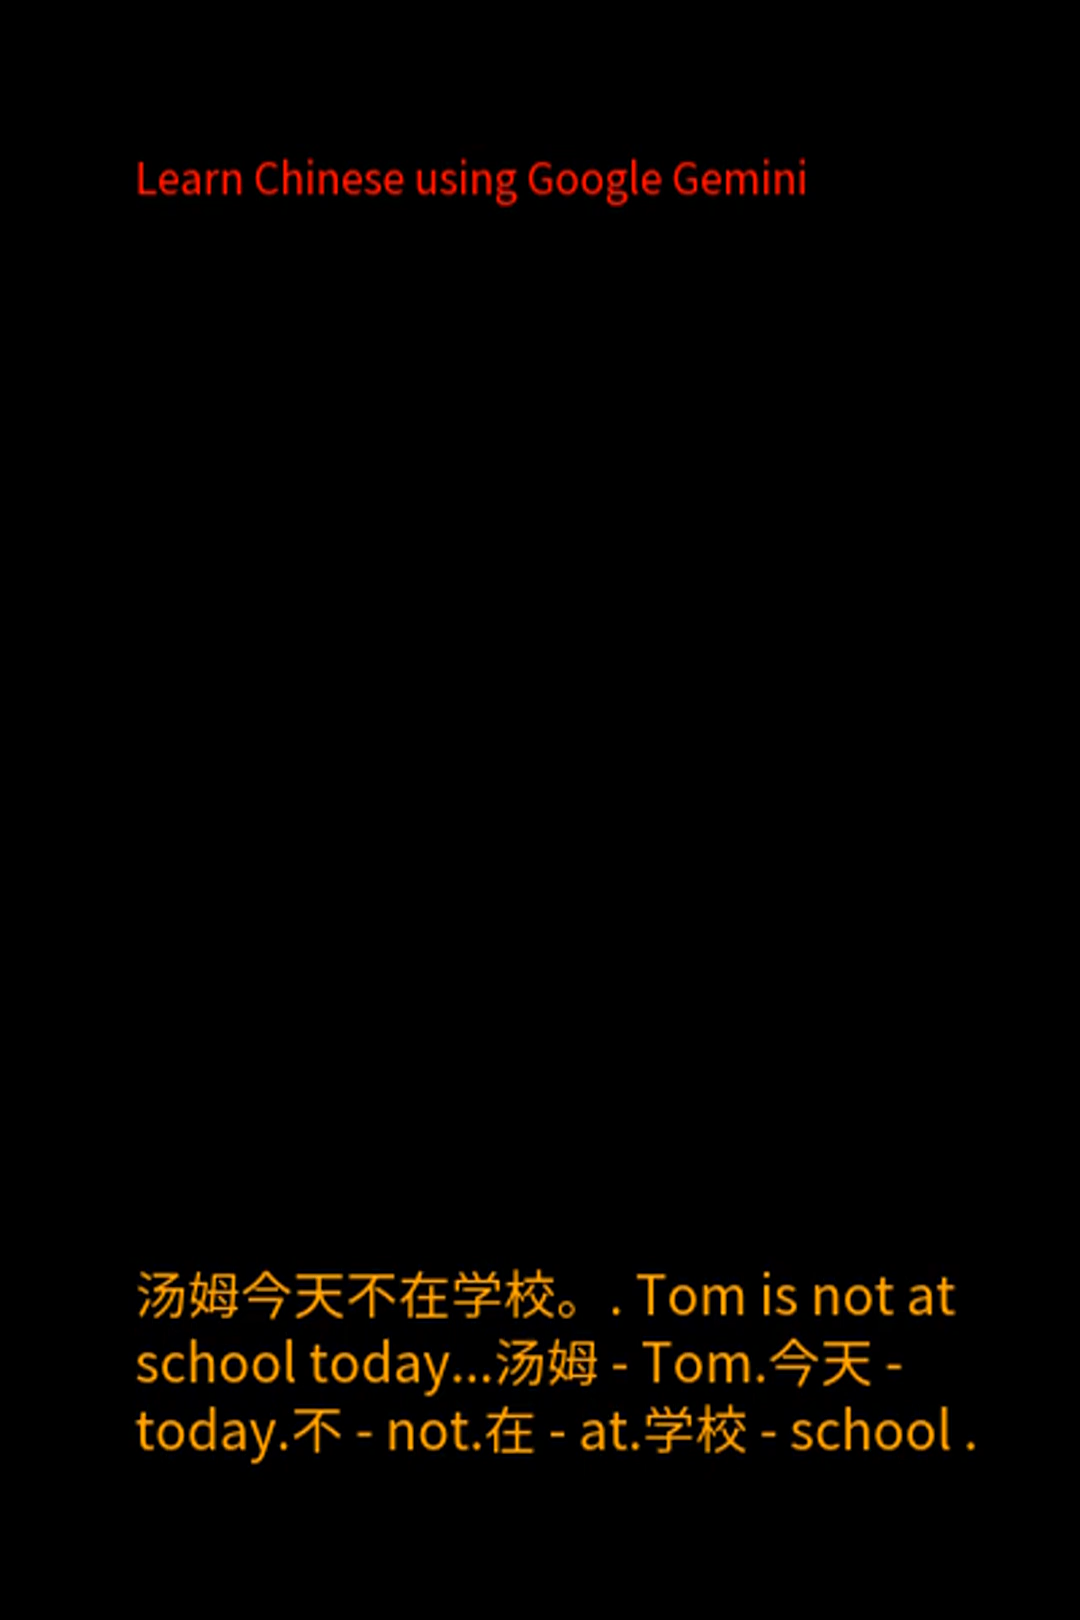 Learn Chinese using Google Gemini
汤姆今天不在学校。. Tom is not at
school today...汤姆 - Tom.今天 -
today.不 - not.在 - at.学校 - school .